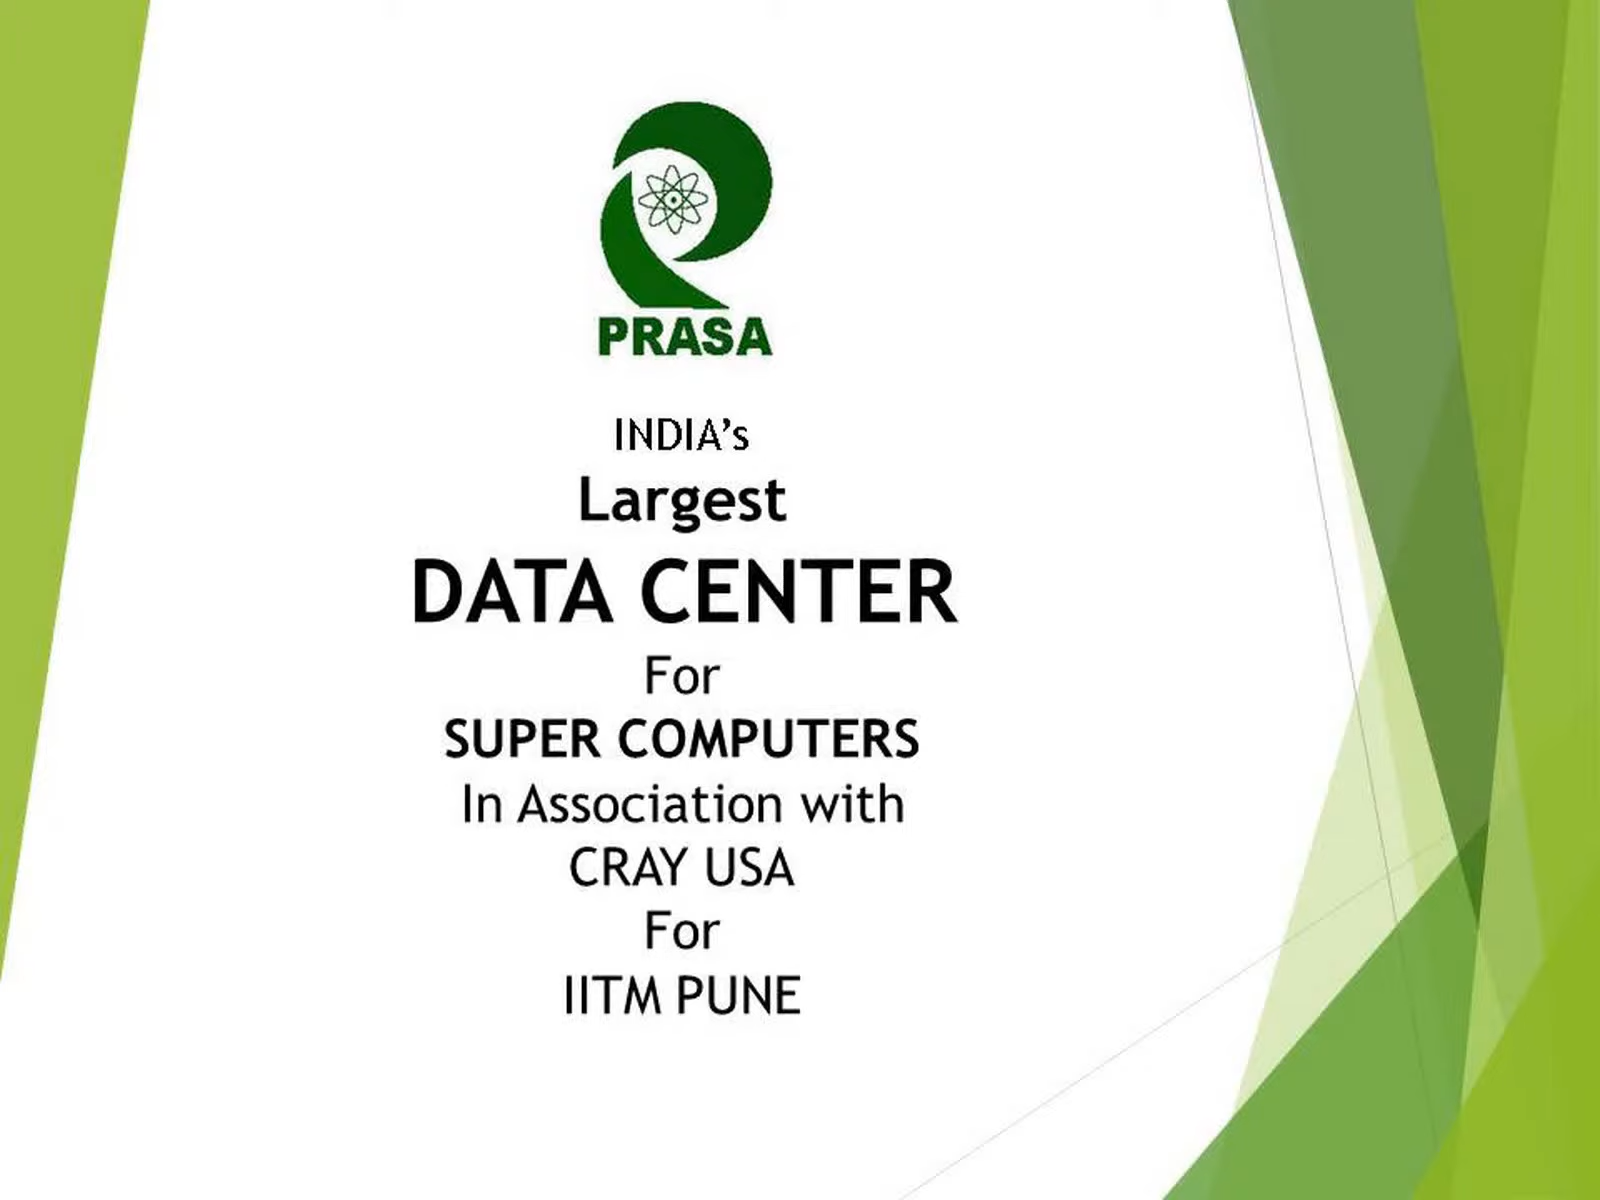 PRASA
INDIA’s
Largest
DATA CENTER
For
SUPER COMPUTERS
In Association with
CRAY USA
For
IITM PUNE